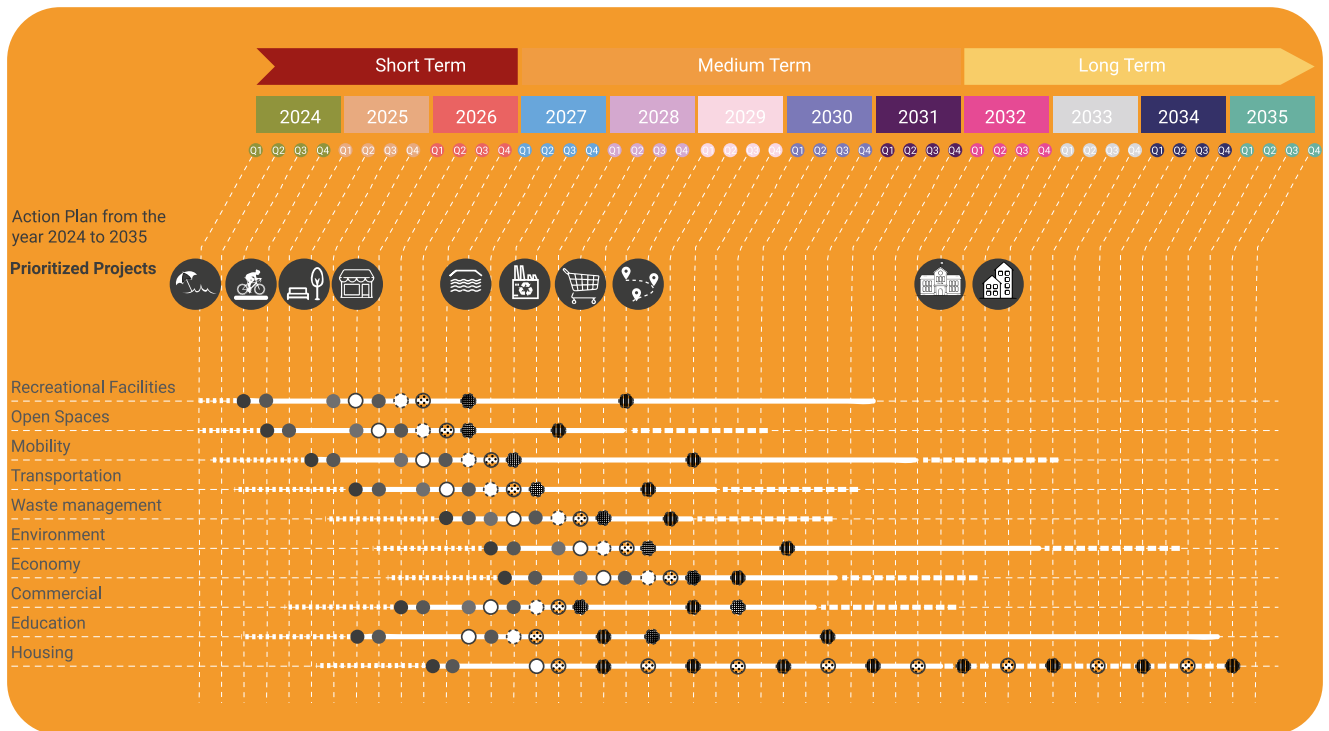 Short Term Medium Term Long Term
2024 2025 2026 2027 2028 2029 2030 2031 2032 2033 2034 2035
Q1 Q2 Q3 Q4 Q1 Q2 Q3 Q4 Q1 Q2 Q3 Q4 Q1 Q2 Q3 Q4 Q1 Q2 Q3 Q4 Q1 Q2 Q3 Q4 Q1 Q2 Q3 Q4 Q1 Q2 Q3 Q4 Q1 Q2 Q3 Q4 Q1 Q2 Q3 Q4 Q1 Q2 Q3 Q4 Q1 Q2 Q3 Q4
Action Plan from the
year 2024 to 2035
Prioritized Projects
Recreational Facilities
Open Spaces
Mobility
Transportation
Waste management
Environment
Economy
Commercial
Education
Housing